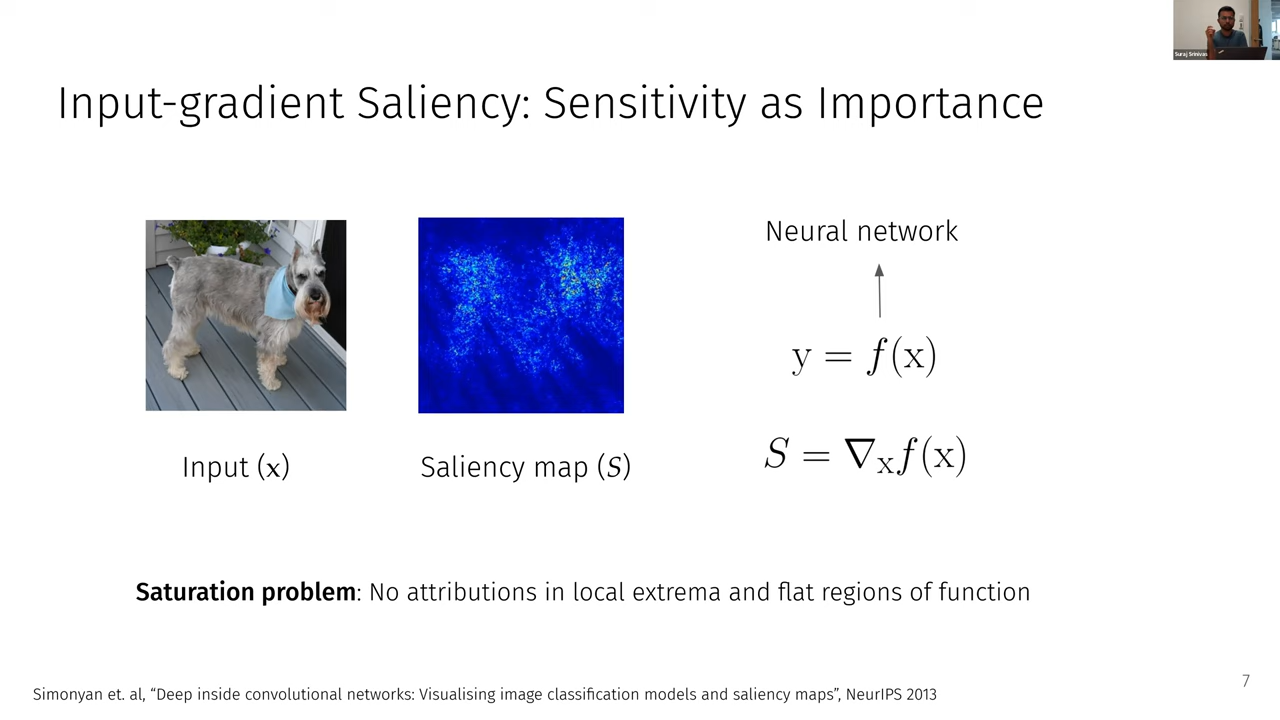 Suraj Srinivas
Input-gradient Saliency: Sensitivity as Importance
Neural network
y = f(x)
S = ∇ₓf(x)
Input (x)
Saliency map (S)
Saturation problem: No attributions in local extrema and flat regions of function
Simonyan et. al, “Deep inside convolutional networks: Visualising image classification models and saliency maps”, NeurIPS 2013
7